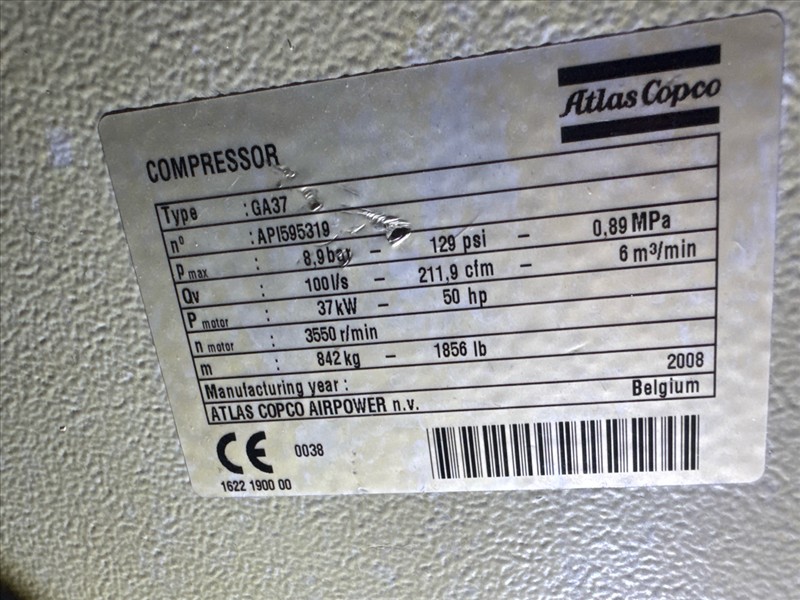 Atlas Copco
COMPRESSOR
Type : GA37
nº : API595319
P max : 8,9 bar – 129 psi – 0,89 MPa
Qv : 100 l/s – 211,9 cfm – 6 m³/min
P motor : 37 kW – 50 hp
n motor : 3550 r/min
m : 842 kg – 1856 lb
Manufacturing year : 2008
ATLAS COPCO AIRPOWER n.v. Belgium
CE 0038
1622 1900 00